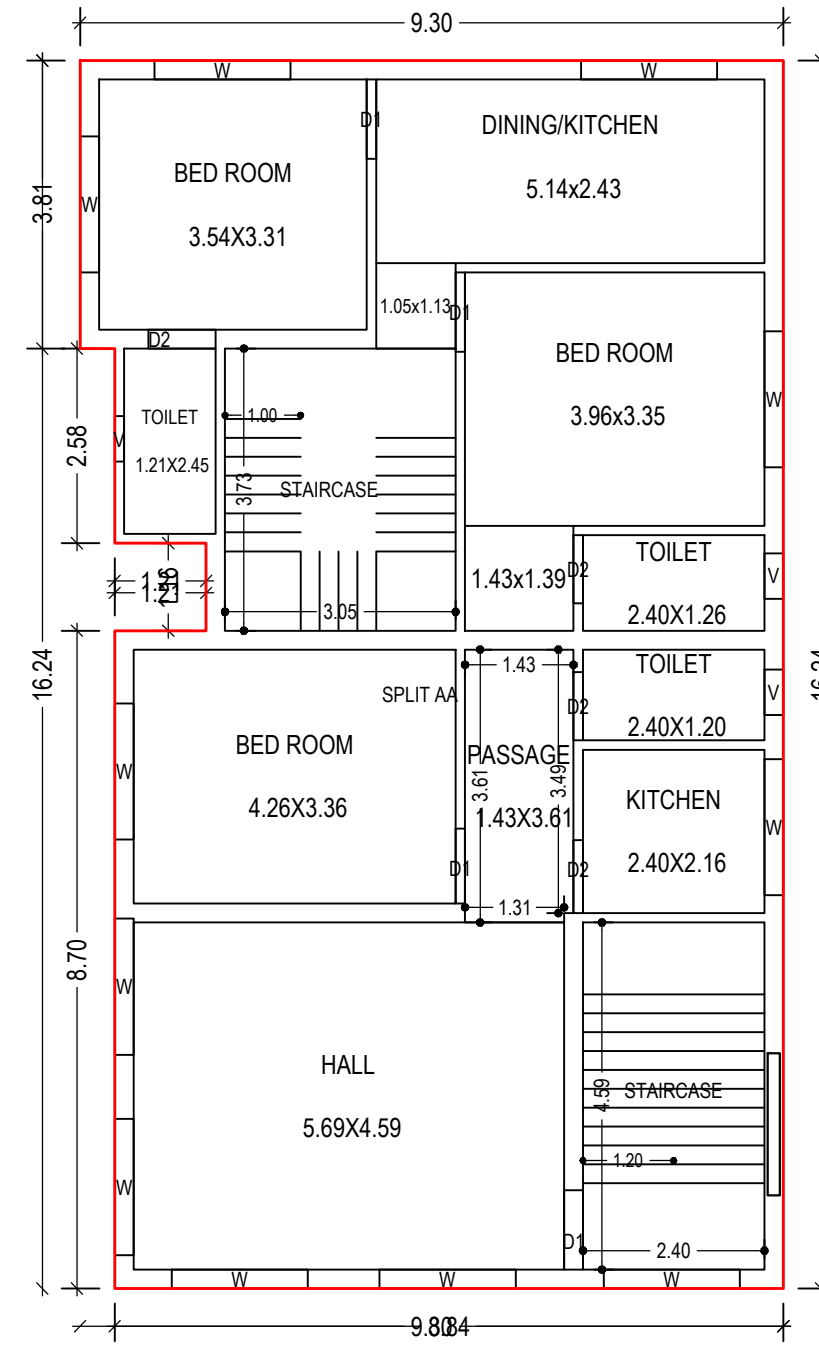 9.30
W
W
D1
DINING/KITCHEN
5.14x2.43
BED ROOM
3.54X3.31
3.81
W
1.05x1.13
D1
D2
BED ROOM
3.96x3.35
W
TOILET
1.21X2.45
V
2.58
1.00
STAIRCASE
3.73
3.05
1.43x1.39
D2
TOILET
2.40X1.26
V
1.21
16.24
16.24
SPLIT AA
1.43
TOILET
2.40X1.20
V
D2
BED ROOM
4.26X3.36
W
PASSAGE
1.43X3.61
3.61
3.49
KITCHEN
2.40X2.16
W
D1
D2
1.31
8.70
W
HALL
5.69X4.59
W
4.59
STAIRCASE
1.20
D1
2.40
W
W
W